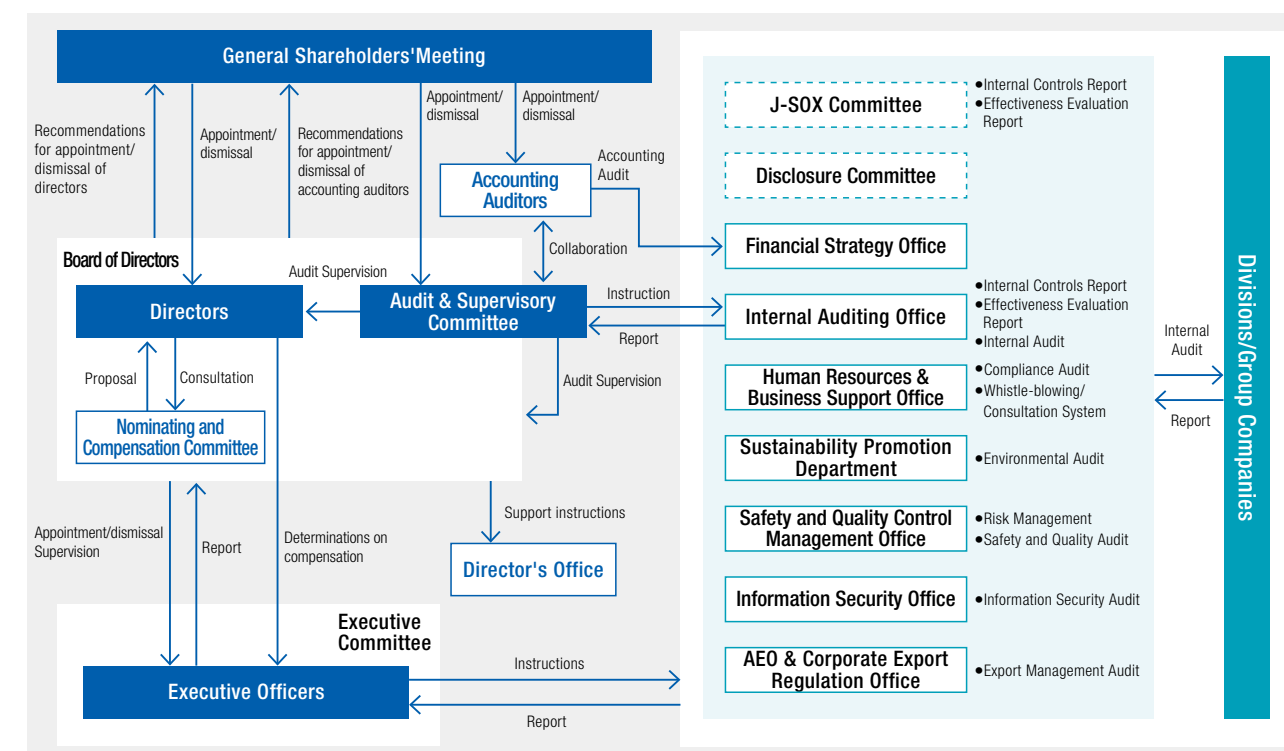 General Shareholders'Meeting
Recommendations
for appointment/
dismissal of
directors
Appointment/
dismissal
Recommendations
for appointment/
dismissal of
accounting auditors
Appointment/
dismissal
Appointment/
dismissal
Accounting
Auditors
Accounting
Audit
Collaboration
Board of Directors
Audit Supervision
Directors
Audit & Supervisory
Committee
Instruction
Report
Proposal
Consultation
Audit Supervision
Nominating and
Compensation Committee
Appointment/dismissal
Supervision
Report
Determinations on
compensation
Support instructions
Director's Office
Executive
Committee
Executive Officers
Instructions
Report
J-SOX Committee
●Internal Controls Report
●Effectiveness Evaluation
Report
Disclosure Committee
Financial Strategy Office
Internal Auditing Office
●Internal Controls Report
●Effectiveness Evaluation
Report
●Internal Audit
Human Resources &
Business Support Office
●Compliance Audit
●Whistle-blowing/
Consultation System
Sustainability Promotion
Department
●Environmental Audit
Safety and Quality Control
Management Office
●Risk Management
●Safety and Quality Audit
Information Security Office
●Information Security Audit
AEO & Corporate Export
Regulation Office
●Export Management Audit
Internal
Audit
Report
Divisions/Group Companies